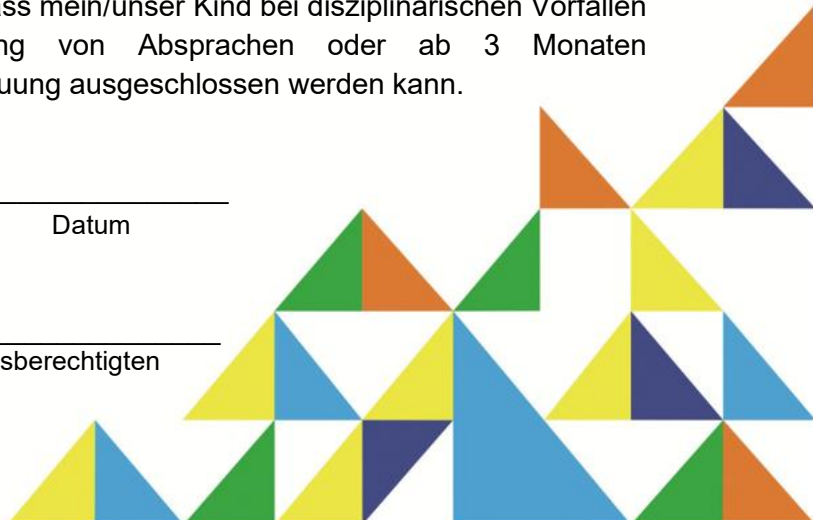 ss mein/unser Kind bei disziplinarischen Vorfällen
ng von Absprachen oder ab 3 Monaten
uung ausgeschlossen werden kann.
Datum
sberechtigten